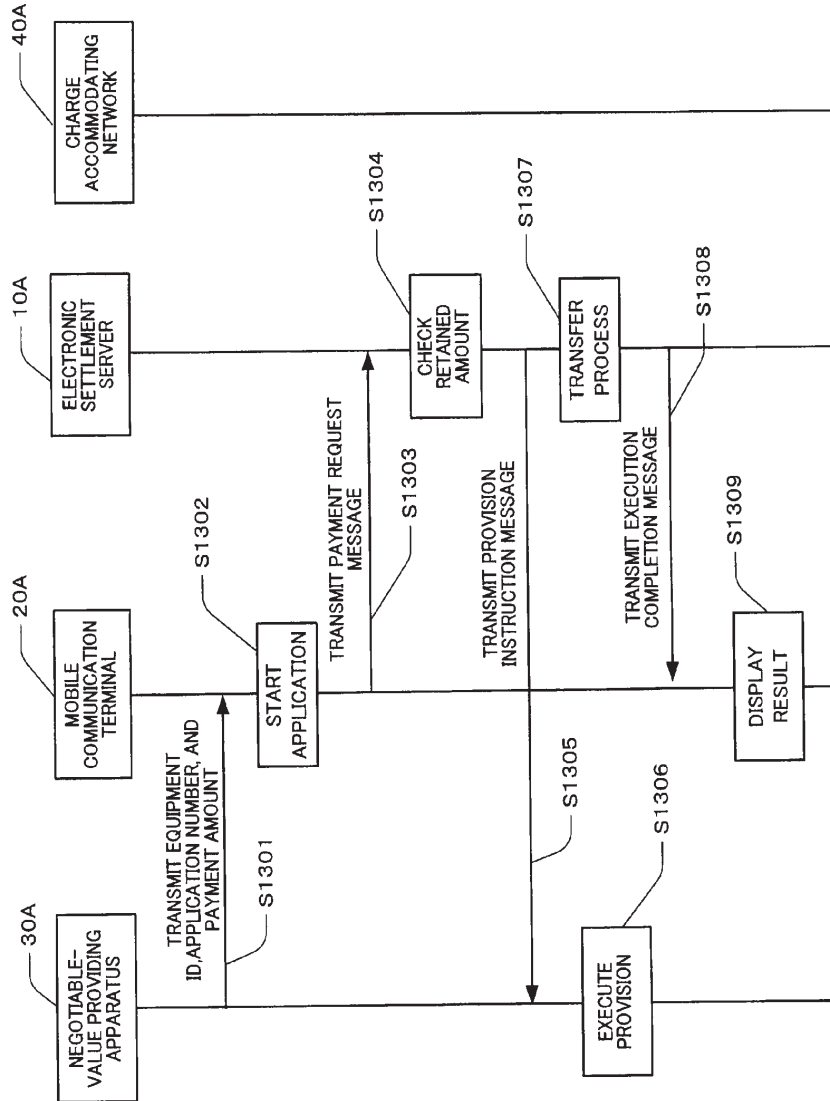 30A
NEGOTIABLE-
VALUE PROVIDING
APPARATUS
20A
MOBILE
COMMUNICATION
TERMINAL
10A
ELECTRONIC
SETTLEMENT
SERVER
40A
CHARGE
ACCOMMODATING
NETWORK
TRANSMIT EQUIPMENT
ID,APPLICATION NUMBER, AND
PAYMENT AMOUNT
S1301
S1302
START
APPLICATION
TRANSMIT PAYMENT REQUEST
MESSAGE
S1303
S1304
CHECK
RETAINED
AMOUNT
TRANSMIT PROVISION
INSTRUCTION MESSAGE
S1305
S1306
EXECUTE
PROVISION
S1307
TRANSFER
PROCESS
TRANSMIT EXECUTION
COMPLETION MESSAGE
S1308
S1309
DISPLAY
RESULT